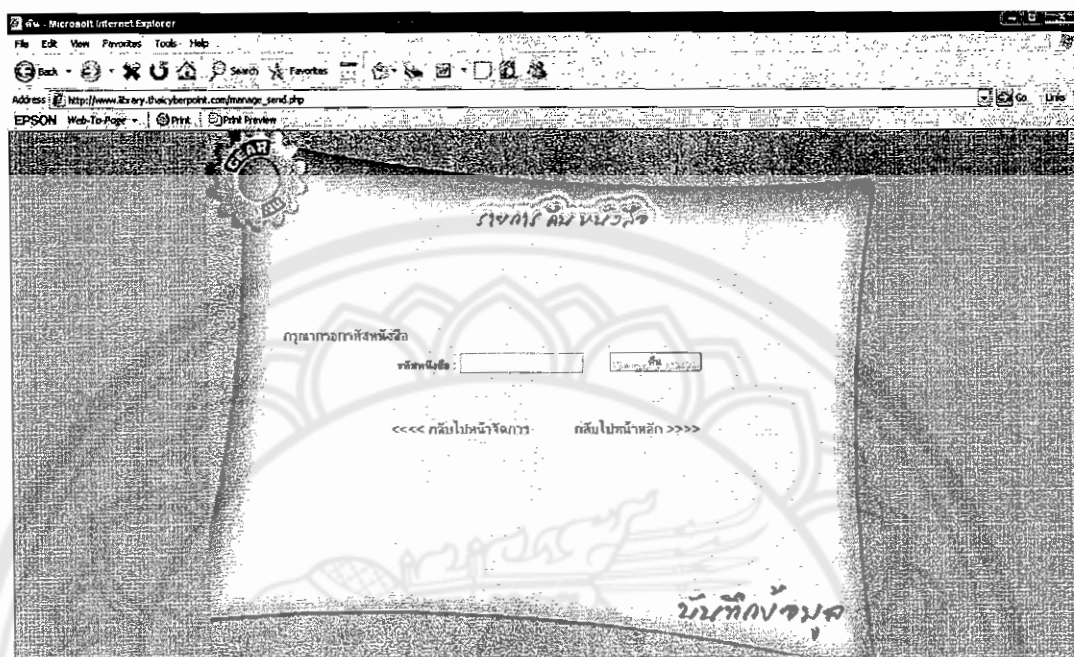 คืน - Microsoft Internet Explorer
File Edit View Favorites Tools Help
Back Search Favorites
Address http://www.library.thaicyberpoint.com/manage_send.php Go Links
EPSON Web-To-Page Print Print Preview
GEAR
รายการ คืน หนังสือ
กรุณากรอกรหัสหนังสือ
รหัสหนังสือ : คืน
<<<< กลับไปหน้าจัดการ กลับไปหน้าหลัก >>>>
บันทึกข้อมูล